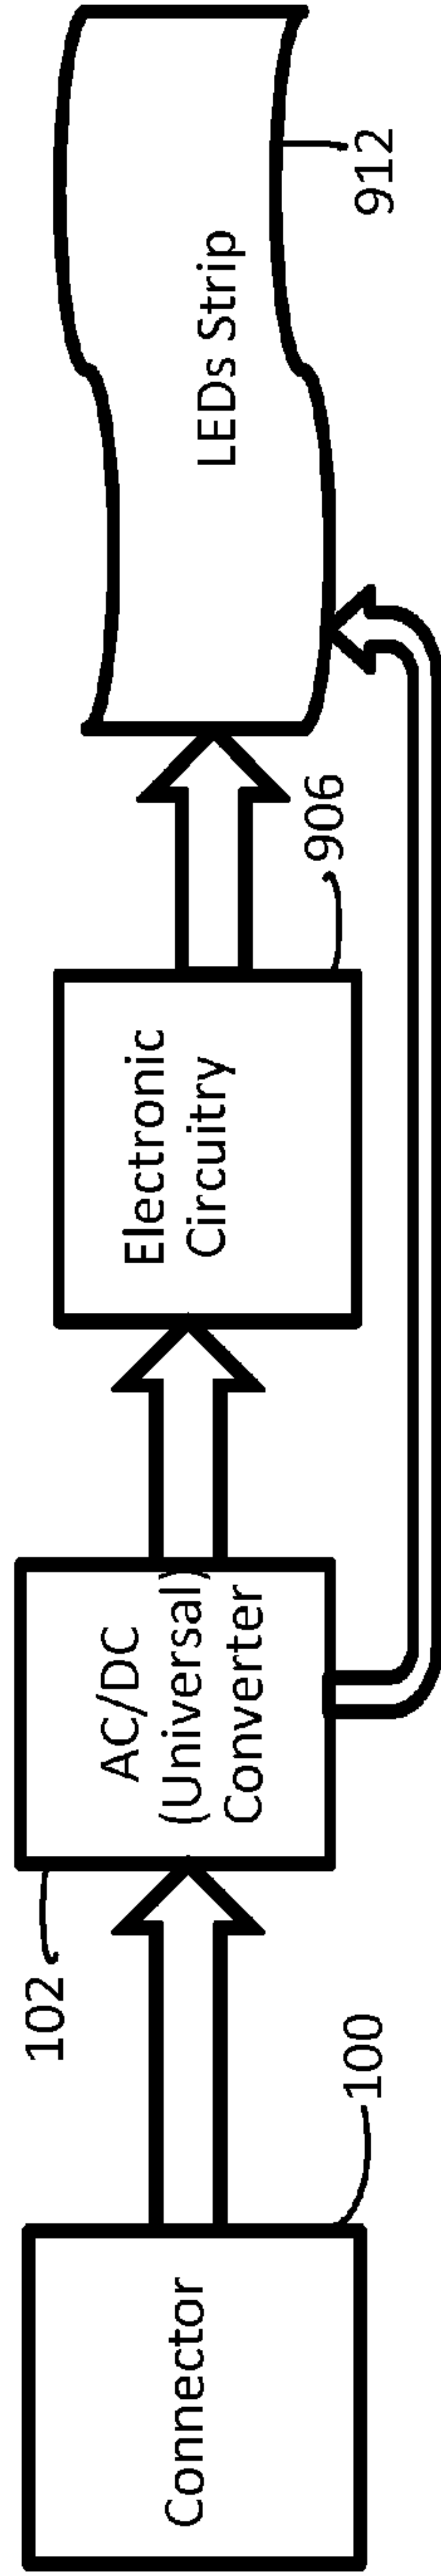 Connector
100
102
AC/DC
(Universal)
Converter
Electronic
Circuitry
906
LEDs Strip
912